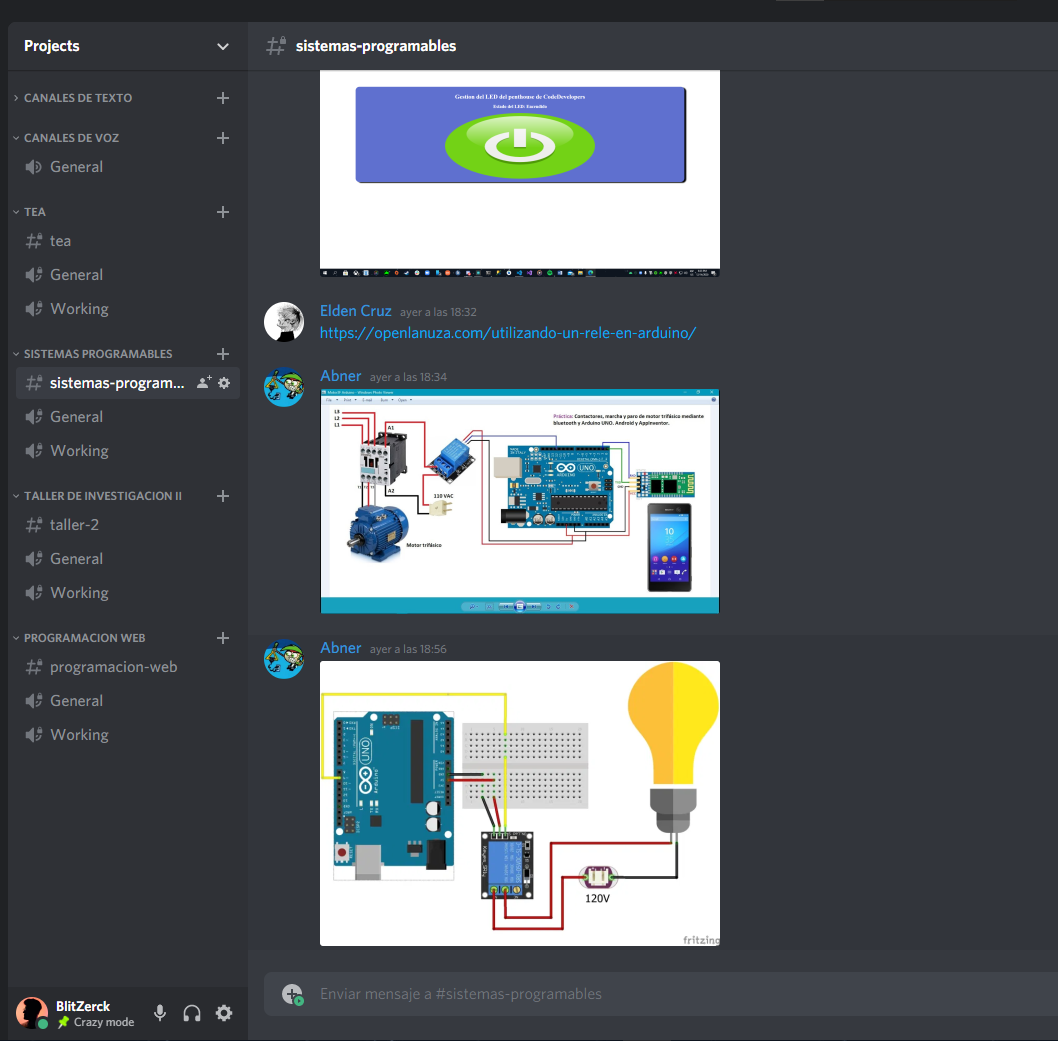 Projects
CANALES DE TEXTO
CANALES DE VOZ
General
TEA
tea
General
Working
SISTEMAS PROGRAMABLES
sistemas-program...
General
Working
TALLER DE INVESTIGACION II
taller-2
General
Working
PROGRAMACION WEB
programacion-web
General
Working
BlitZerck
Crazy mode
sistemas-programables
Gestion del LED del penthouse de CodeDevelopers
Estado del LED: Encendido
Elden Cruz ayer a las 18:32
https://openlanuza.com/utilizando-un-rele-en-arduino/
Abner ayer a las 18:34
L3
L2
L1
A1
A2
110 VAC
Motor trifásico
Práctica: Contactores, marcha y paro de motor trifásico mediante
bluetooth y Arduino UNO. Android y Appinventor.
UNO
10
Abner ayer a las 18:56
UNO
120V
fritzing
Enviar mensaje a #sistemas-programables